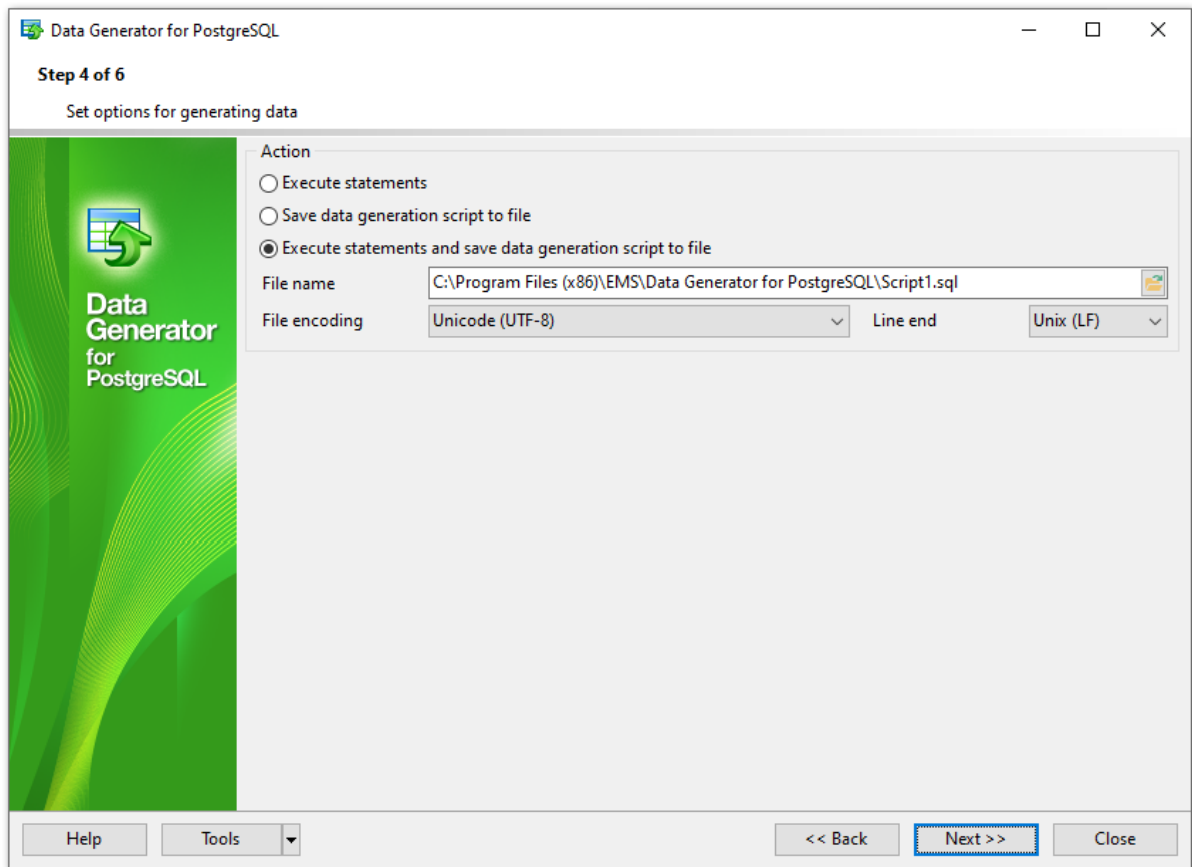 Data Generator for PostgreSQL
Step 4 of 6
Set options for generating data
Data
Generator
for
PostgreSQL
Action
Execute statements
Save data generation script to file
Execute statements and save data generation script to file
File name C:\Program Files (x86)\EMS\Data Generator for PostgreSQL\Script1.sql
File encoding Unicode (UTF-8) Line end Unix (LF)
Help Tools << Back Next >> Close